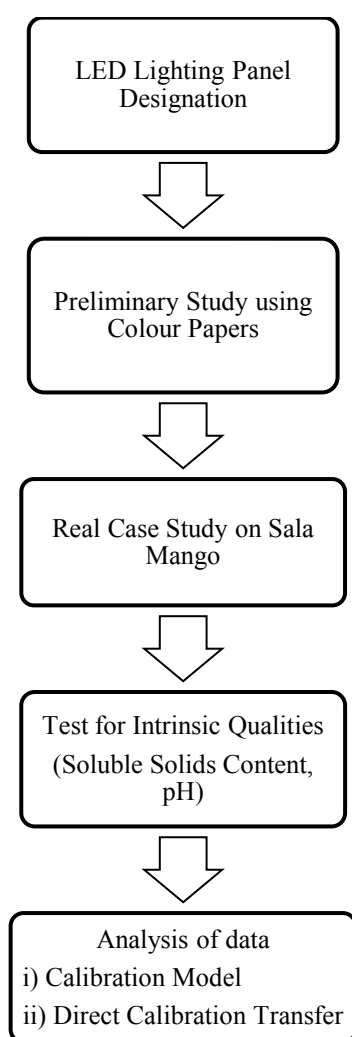 LED Lighting Panel
Designation
Preliminary Study using
Colour Papers
Real Case Study on Sala
Mango
Test for Intrinsic Qualities
(Soluble Solids Content,
pH)
Analysis of data
i) Calibration Model
ii) Direct Calibration Transfer